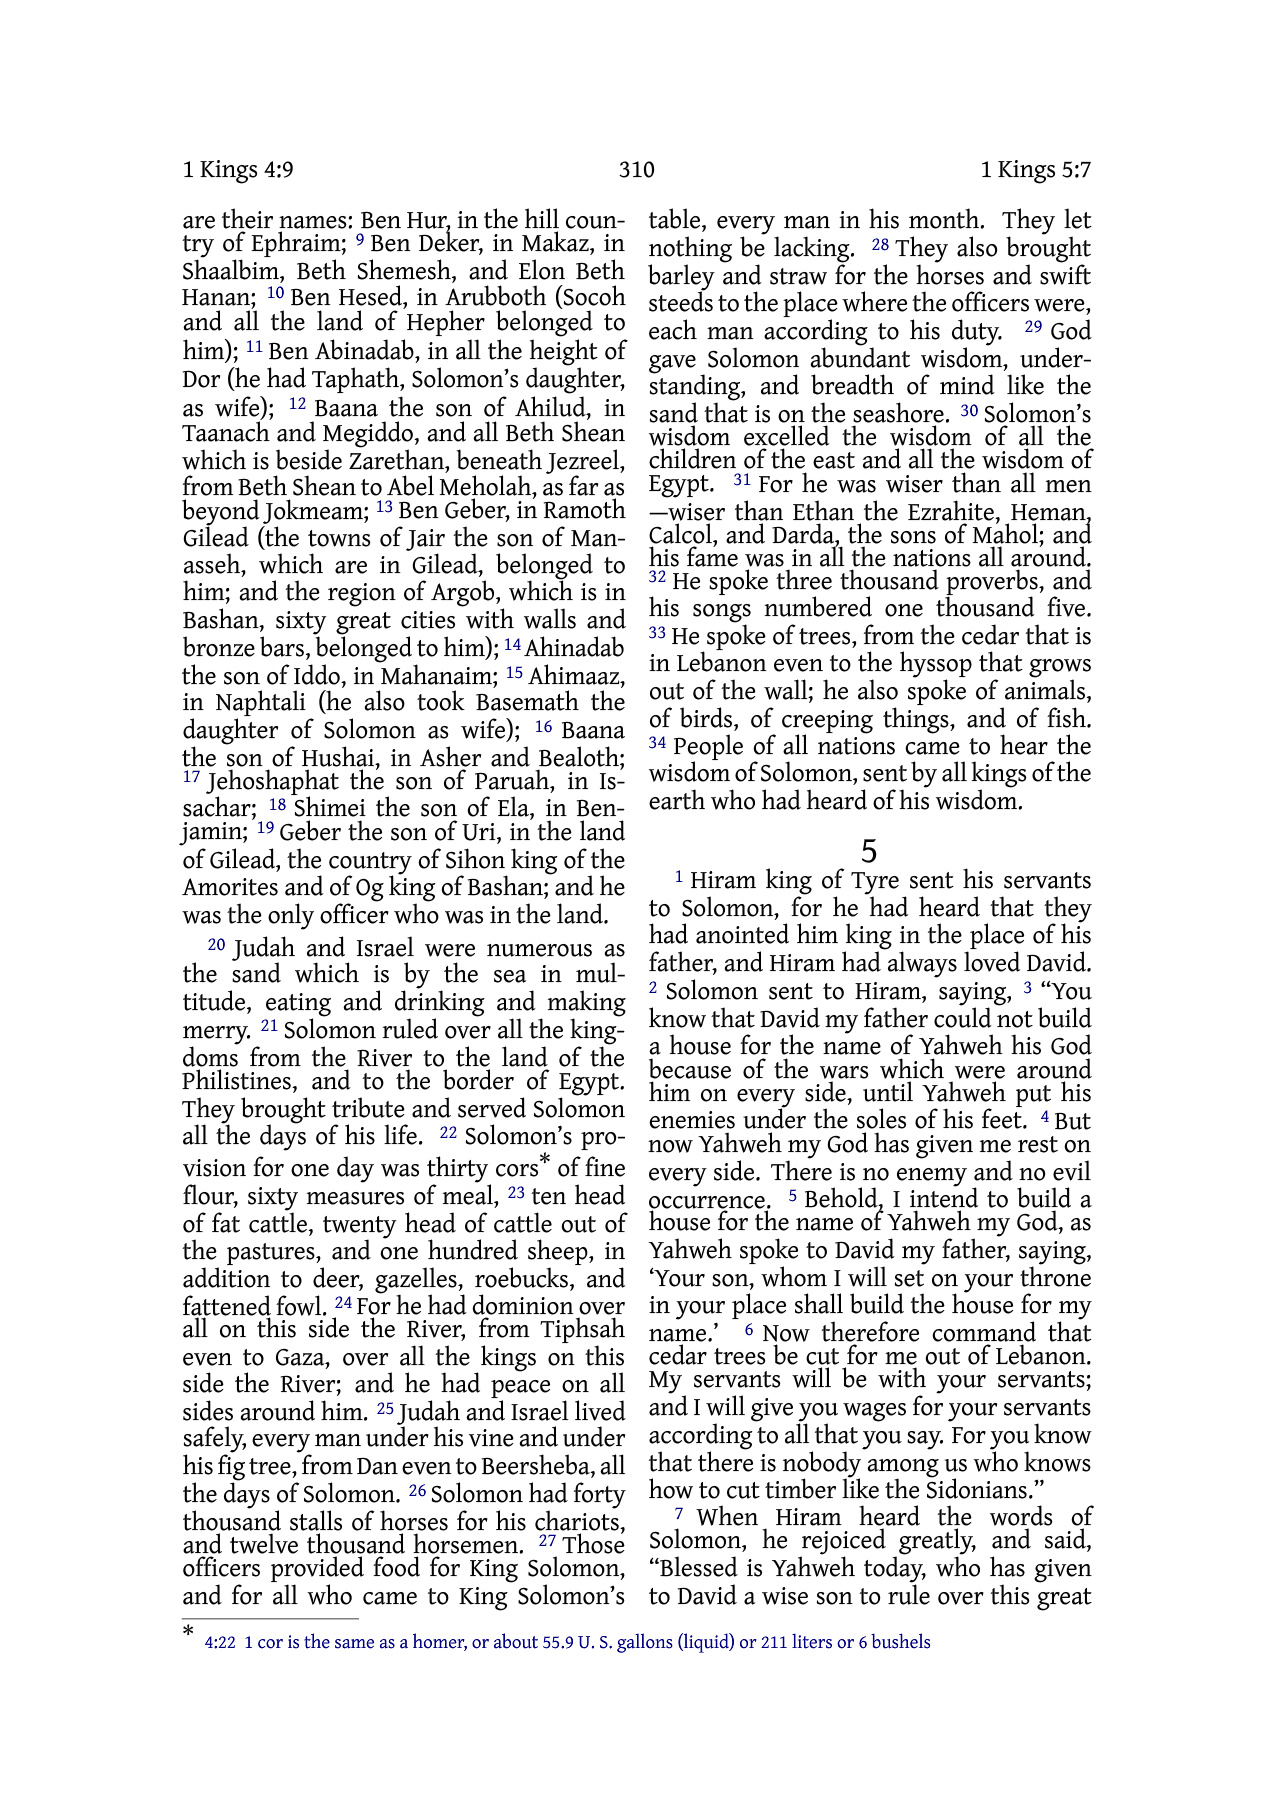 1 Kings 4:9 310 1 Kings 5:7
are their names: Ben Hur, in the hill coun-
try of Ephraim; 9 Ben Deker, in Makaz, in
Shaalbim, Beth Shemesh, and Elon Beth
Hanan; 10 Ben Hesed, in Arubboth (Socoh
and all the land of Hepher belonged to
him); 11 Ben Abinadab, in all the height of
Dor (he had Taphath, Solomon’s daughter,
as wife); 12 Baana the son of Ahilud, in
Taanach and Megiddo, and all Beth Shean
which is beside Zarethan, beneath Jezreel,
from Beth Shean to Abel Meholah, as far as
beyond Jokmeam; 13 Ben Geber, in Ramoth
Gilead (the towns of Jair the son of Man-
asseh, which are in Gilead, belonged to
him; and the region of Argob, which is in
Bashan, sixty great cities with walls and
bronze bars, belonged to him); 14 Ahinadab
the son of Iddo, in Mahanaim; 15 Ahimaaz,
in Naphtali (he also took Basemath the
daughter of Solomon as wife); 16 Baana
the son of Hushai, in Asher and Bealoth;
17 Jehoshaphat the son of Paruah, in Is-
sachar; 18 Shimei the son of Ela, in Ben-
jamin; 19 Geber the son of Uri, in the land
of Gilead, the country of Sihon king of the
Amorites and of Og king of Bashan; and he
was the only officer who was in the land.
20 Judah and Israel were numerous as
the sand which is by the sea in mul-
titude, eating and drinking and making
merry. 21 Solomon ruled over all the king-
doms from the River to the land of the
Philistines, and to the border of Egypt.
They brought tribute and served Solomon
all the days of his life. 22 Solomon’s pro-
vision for one day was thirty cors* of fine
flour, sixty measures of meal, 23 ten head
of fat cattle, twenty head of cattle out of
the pastures, and one hundred sheep, in
addition to deer, gazelles, roebucks, and
fattened fowl. 24 For he had dominion over
all on this side the River, from Tiphsah
even to Gaza, over all the kings on this
side the River; and he had peace on all
sides around him. 25 Judah and Israel lived
safely, every man under his vine and under
his fig tree, from Dan even to Beersheba, all
the days of Solomon. 26 Solomon had forty
thousand stalls of horses for his chariots,
and twelve thousand horsemen. 27 Those
officers provided food for King Solomon,
and for all who came to King Solomon’s
table, every man in his month. They let
nothing be lacking. 28 They also brought
barley and straw for the horses and swift
steeds to the place where the officers were,
each man according to his duty. 29 God
gave Solomon abundant wisdom, under-
standing, and breadth of mind like the
sand that is on the seashore. 30 Solomon’s
wisdom excelled the wisdom of all the
children of the east and all the wisdom of
Egypt. 31 For he was wiser than all men
—wiser than Ethan the Ezrahite, Heman,
Calcol, and Darda, the sons of Mahol; and
his fame was in all the nations all around.
32 He spoke three thousand proverbs, and
his songs numbered one thousand five.
33 He spoke of trees, from the cedar that is
in Lebanon even to the hyssop that grows
out of the wall; he also spoke of animals,
of birds, of creeping things, and of fish.
34 People of all nations came to hear the
wisdom of Solomon, sent by all kings of the
earth who had heard of his wisdom.
5
1 Hiram king of Tyre sent his servants
to Solomon, for he had heard that they
had anointed him king in the place of his
father, and Hiram had always loved David.
2 Solomon sent to Hiram, saying, 3 “You
know that David my father could not build
a house for the name of Yahweh his God
because of the wars which were around
him on every side, until Yahweh put his
enemies under the soles of his feet. 4 But
now Yahweh my God has given me rest on
every side. There is no enemy and no evil
occurrence. 5 Behold, I intend to build a
house for the name of Yahweh my God, as
Yahweh spoke to David my father, saying,
‘Your son, whom I will set on your throne
in your place shall build the house for my
name.’ 6 Now therefore command that
cedar trees be cut for me out of Lebanon.
My servants will be with your servants;
and I will give you wages for your servants
according to all that you say. For you know
that there is nobody among us who knows
how to cut timber like the Sidonians.”
7 When Hiram heard the words of
Solomon, he rejoiced greatly, and said,
“Blessed is Yahweh today, who has given
to David a wise son to rule over this great
* 4:22 1 cor is the same as a homer, or about 55.9 U. S. gallons (liquid) or 211 liters or 6 bushels